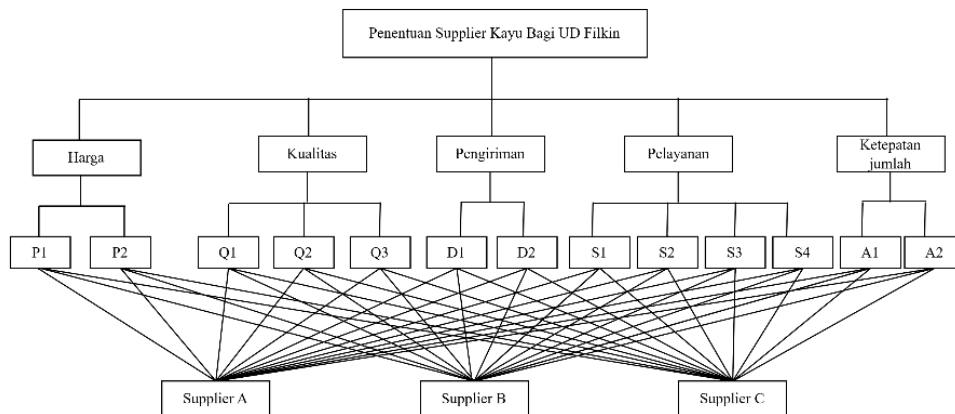 Penentuan Supplier Kayu Bagi UD Filkin
Harga
Kualitas
Pengiriman
Pelayanan
Ketepatan
jumlah
P1
P2
Q1
Q2
Q3
D1
D2
S1
S2
S3
S4
A1
A2
Supplier A
Supplier B
Supplier C